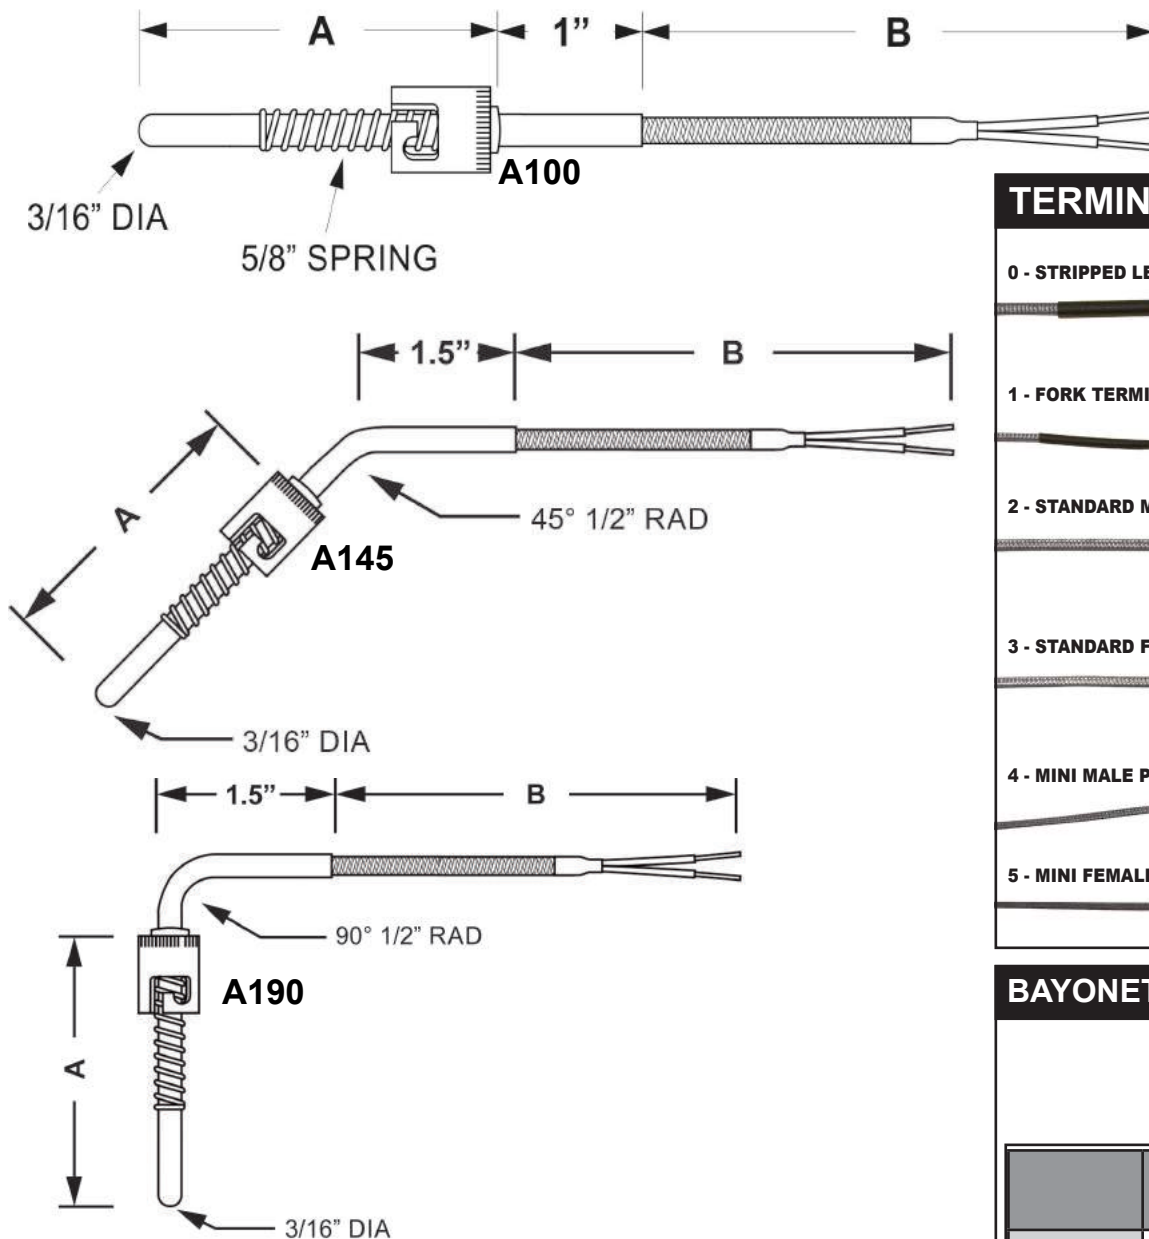 A 1” B
A100
3/16” DIA
5/8” SPRING
1.5” B
A
45° 1/2” RAD
A145
3/16” DIA
1.5” B
90° 1/2” RAD
A190
A
3/16” DIA
TERMIN
0 - STRIPPED LE
1 - FORK TERMI
2 - STANDARD M
3 - STANDARD F
4 - MINI MALE P
5 - MINI FEMAL
BAYONET